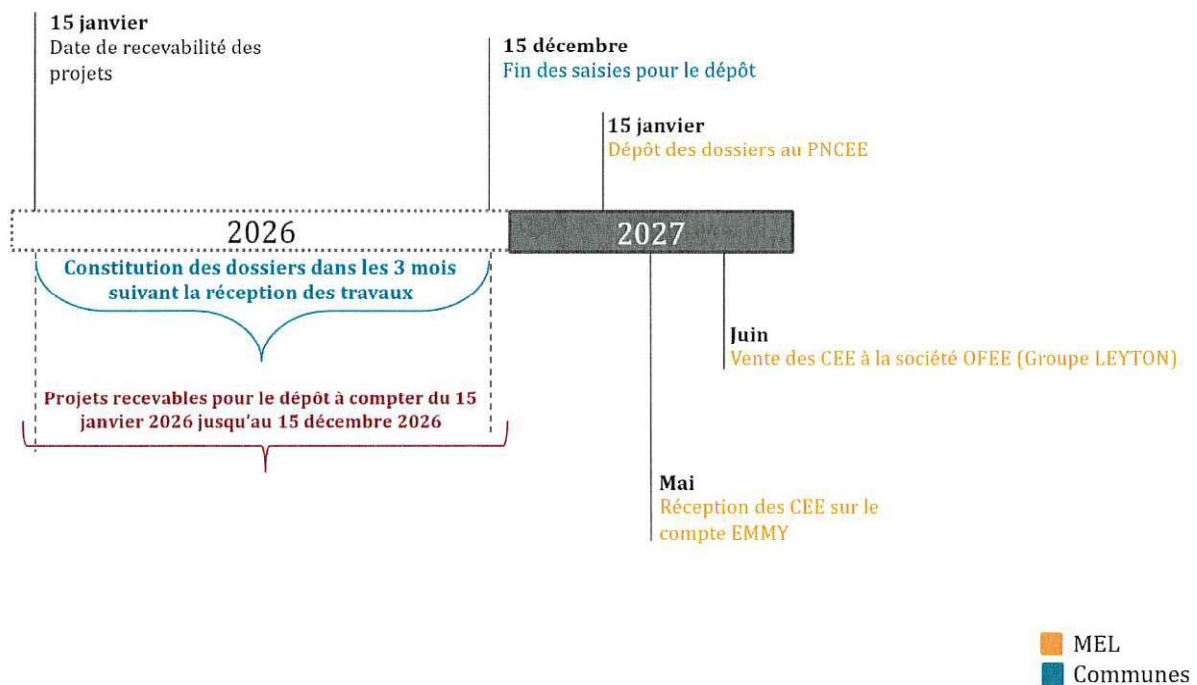 15 janvier
Date de recevabilité des
projets
15 décembre
Fin des saisies pour le dépôt
15 janvier
Dépôt des dossiers au PNCEE
2026
2027
Constitution des dossiers dans les 3 mois
suivant la réception des travaux
Juin
Vente des CEE à la société OFEE (Groupe LEYTON)
Projets recevables pour le dépôt à compter du 15
janvier 2026 jusqu'au 15 décembre 2026
Mai
Réception des CEE sur le
compte EMMY
MEL
Communes